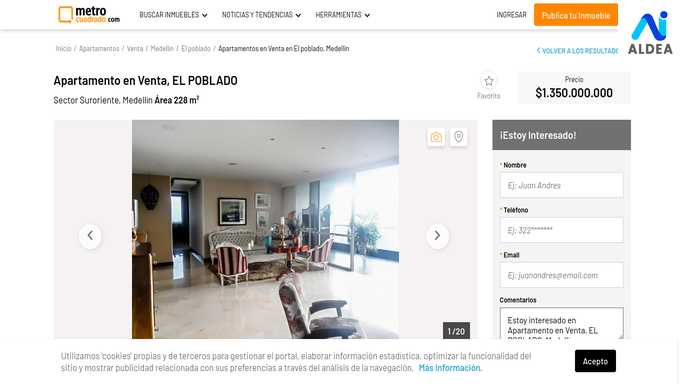 metro
cuadrado.com
BUSCAR INMUEBLES
NOTICIAS Y TENDENCIAS
HERRAMIENTAS
INGRESAR
Publica tu Inmueble
ALDEA
Inicio / Apartamentos / Venta / Medellín / El poblado / Apartamentos en Venta en El poblado, Medellín
VOLVER A LOS RESULTAD
Apartamento en Venta, EL POBLADO
Sector Suroriente, Medellín Área 228 m²
Favorito
Precio
$1.350.000.000
¡Estoy Interesado!
* Nombre
Ej: Juan Andres
* Teléfono
Ej: 322*******
* Email
Ej: juanandres@email.com
Comentarios
Estoy interesado en
Apartamento en Venta, EL
POBLADO, Medellín
1/20
Utilizamos 'cookies' propias y de terceros para gestionar el portal, elaborar información estadística, optimizar la funcionalidad del
sitio y mostrar publicidad relacionada con sus preferencias a través del análisis de la navegación. Más información.
Acepto